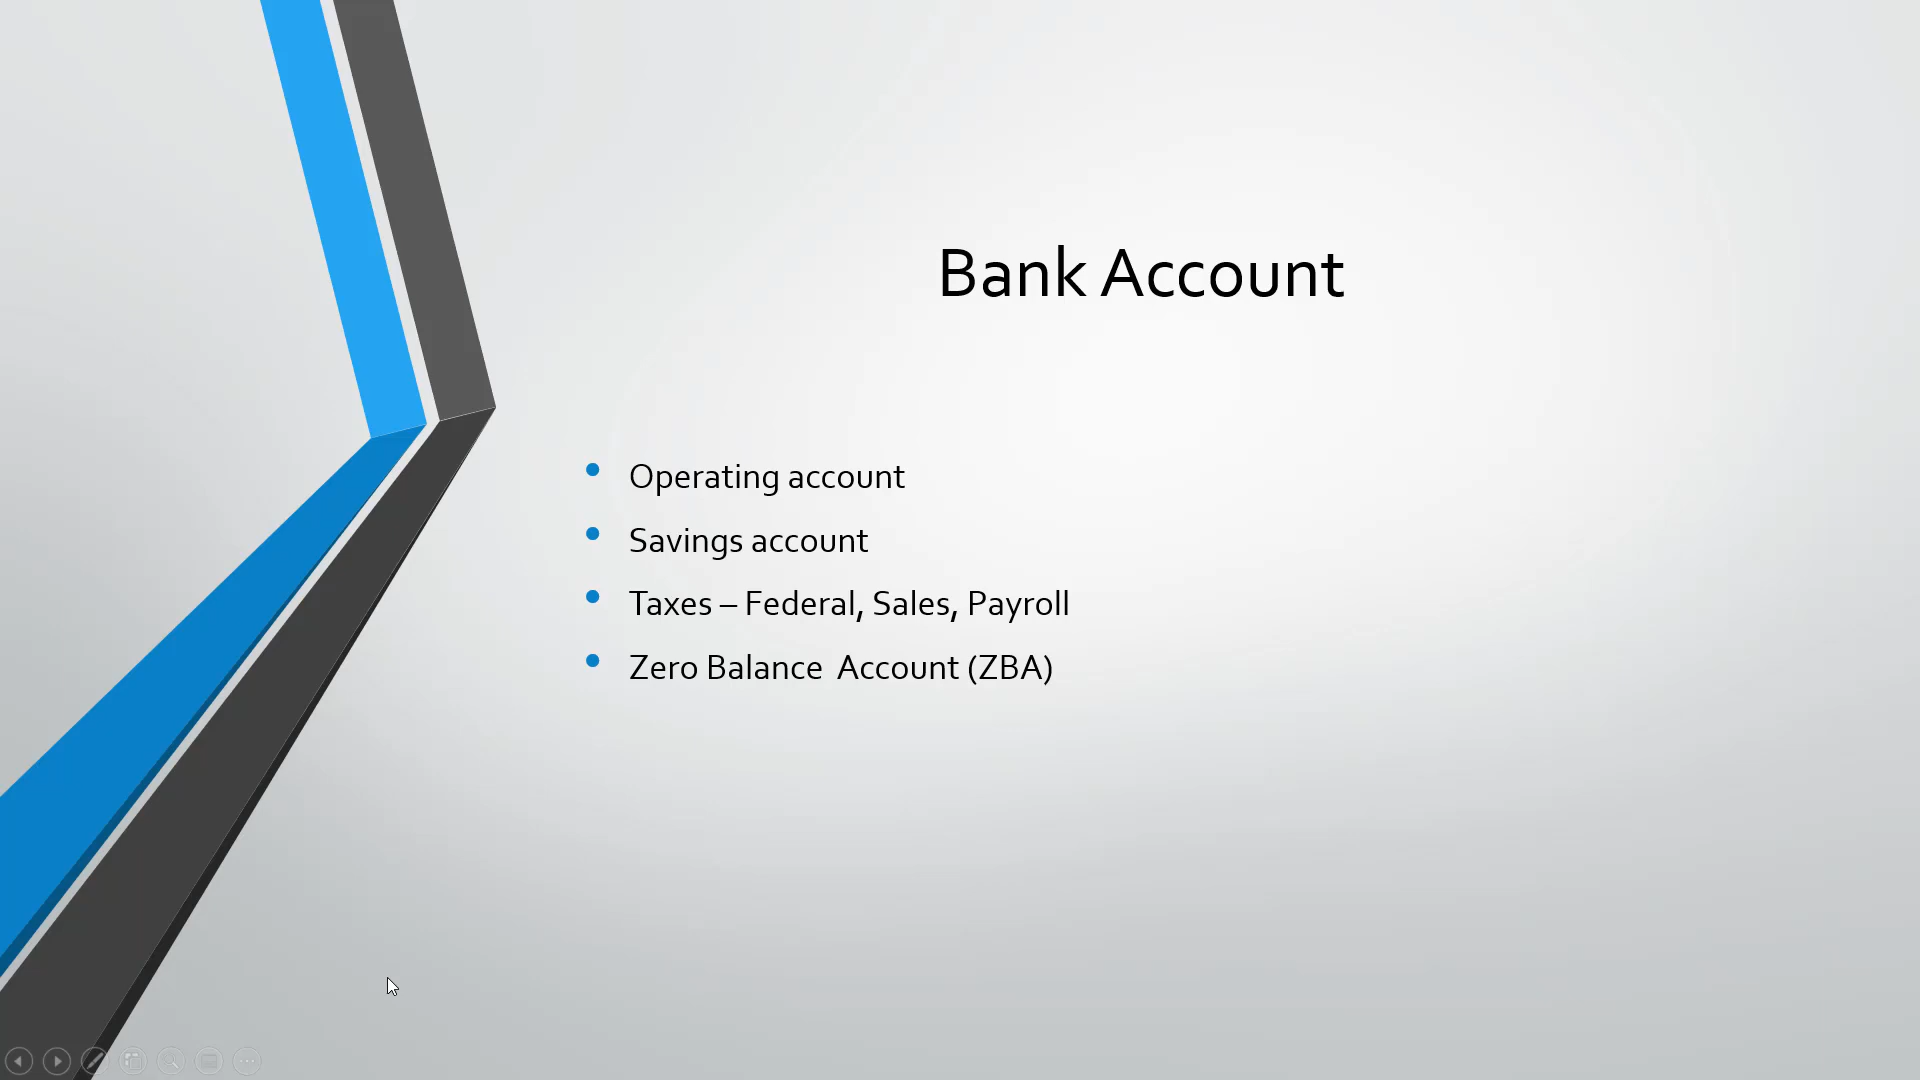 Bank Account
Operating account
Savings account
Taxes – Federal, Sales, Payroll
Zero Balance  Account (ZBA)